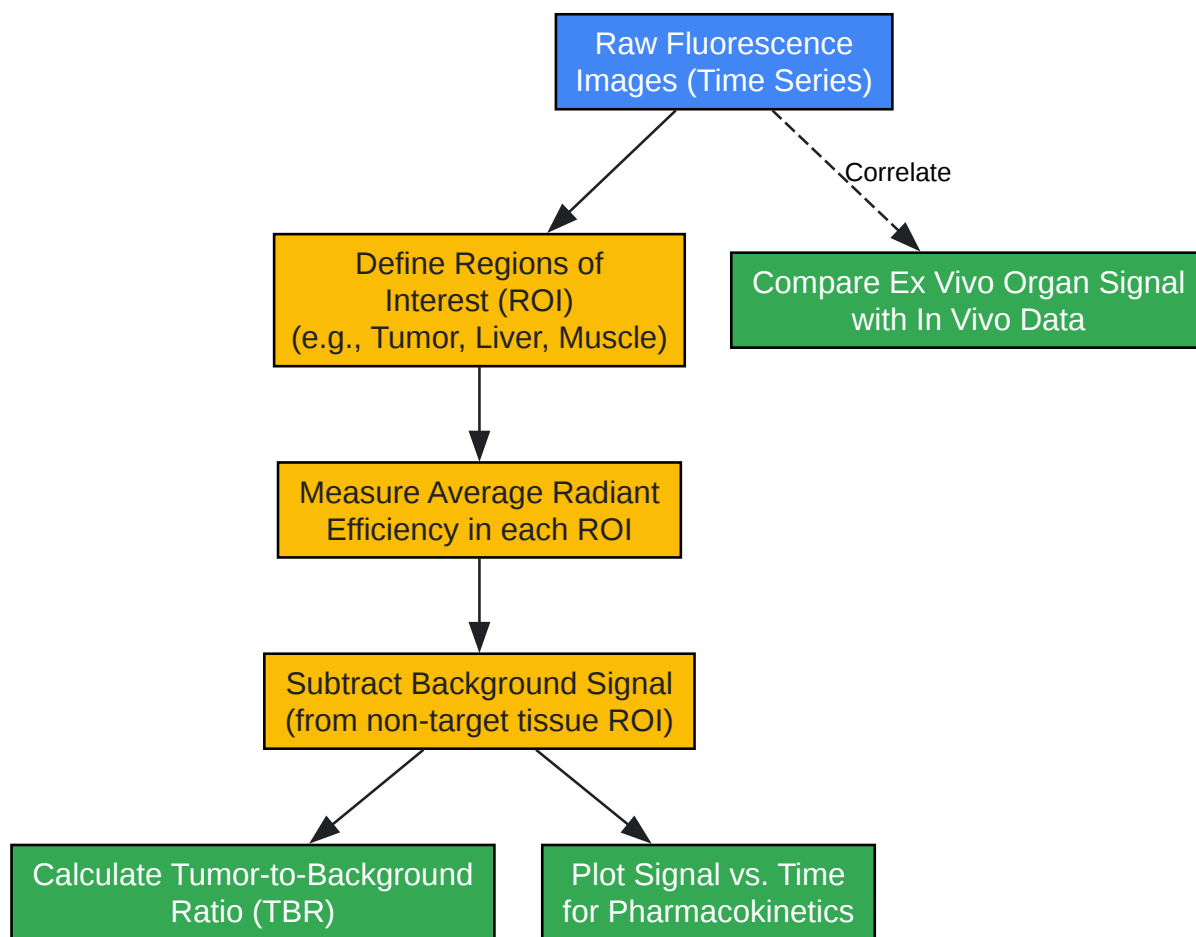 Raw Fluorescence
Images (Time Series)
Correlate
Define Regions of
Interest (ROI)
(e.g., Tumor, Liver, Muscle)
Compare Ex Vivo Organ Signal
with In Vivo Data
Measure Average Radiant
Efficiency in each ROI
Subtract Background Signal
(from non-target tissue ROI)
Calculate Tumor-to-Background
Ratio (TBR)
Plot Signal vs. Time
for Pharmacokinetics